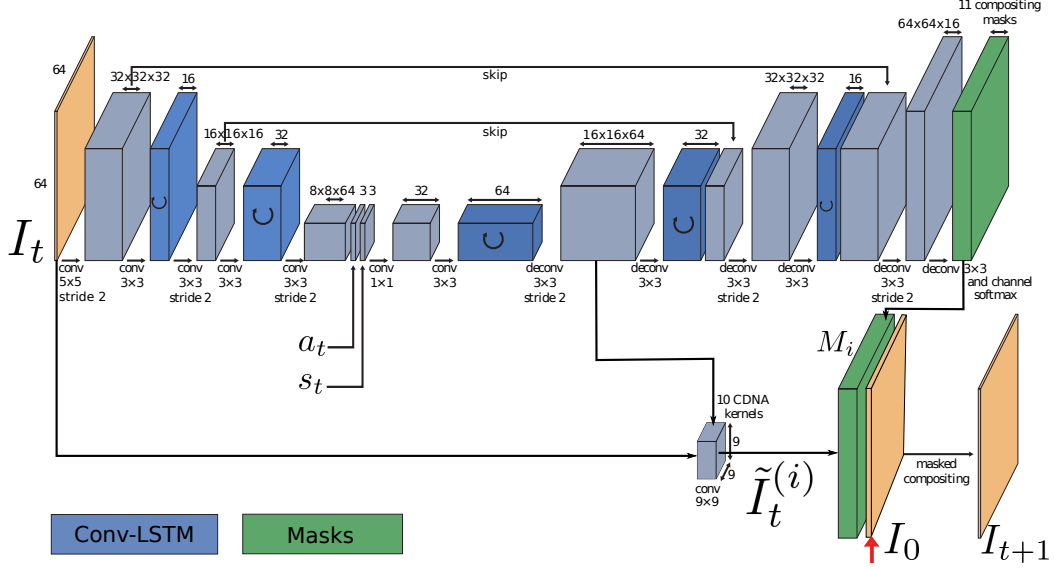 11 compositing
masks
64x64x16
64
32x32x32
16
skip
32x32x32
16
16x16x16
32
skip
16x16x64
32
64
8x8x64 3 3
32
64
I_t
conv
5x5
stride 2
conv
3×3
conv
3×3
stride 2
conv
3×3
conv
3×3
stride 2
conv
1×1
conv
3×3
deconv
3×3
stride 2
deconv
3×3
deconv
3×3
stride 2
deconv
3×3
deconv
3×3
stride 2
deconv
3×3
and channel
softmax
a_t
s_t
M_i
10 CDNA
kernels
9
9
conv
9×9
Ĩ_t^(i)
masked
compositing
I_0
I_{t+1}
Conv-LSTM
Masks